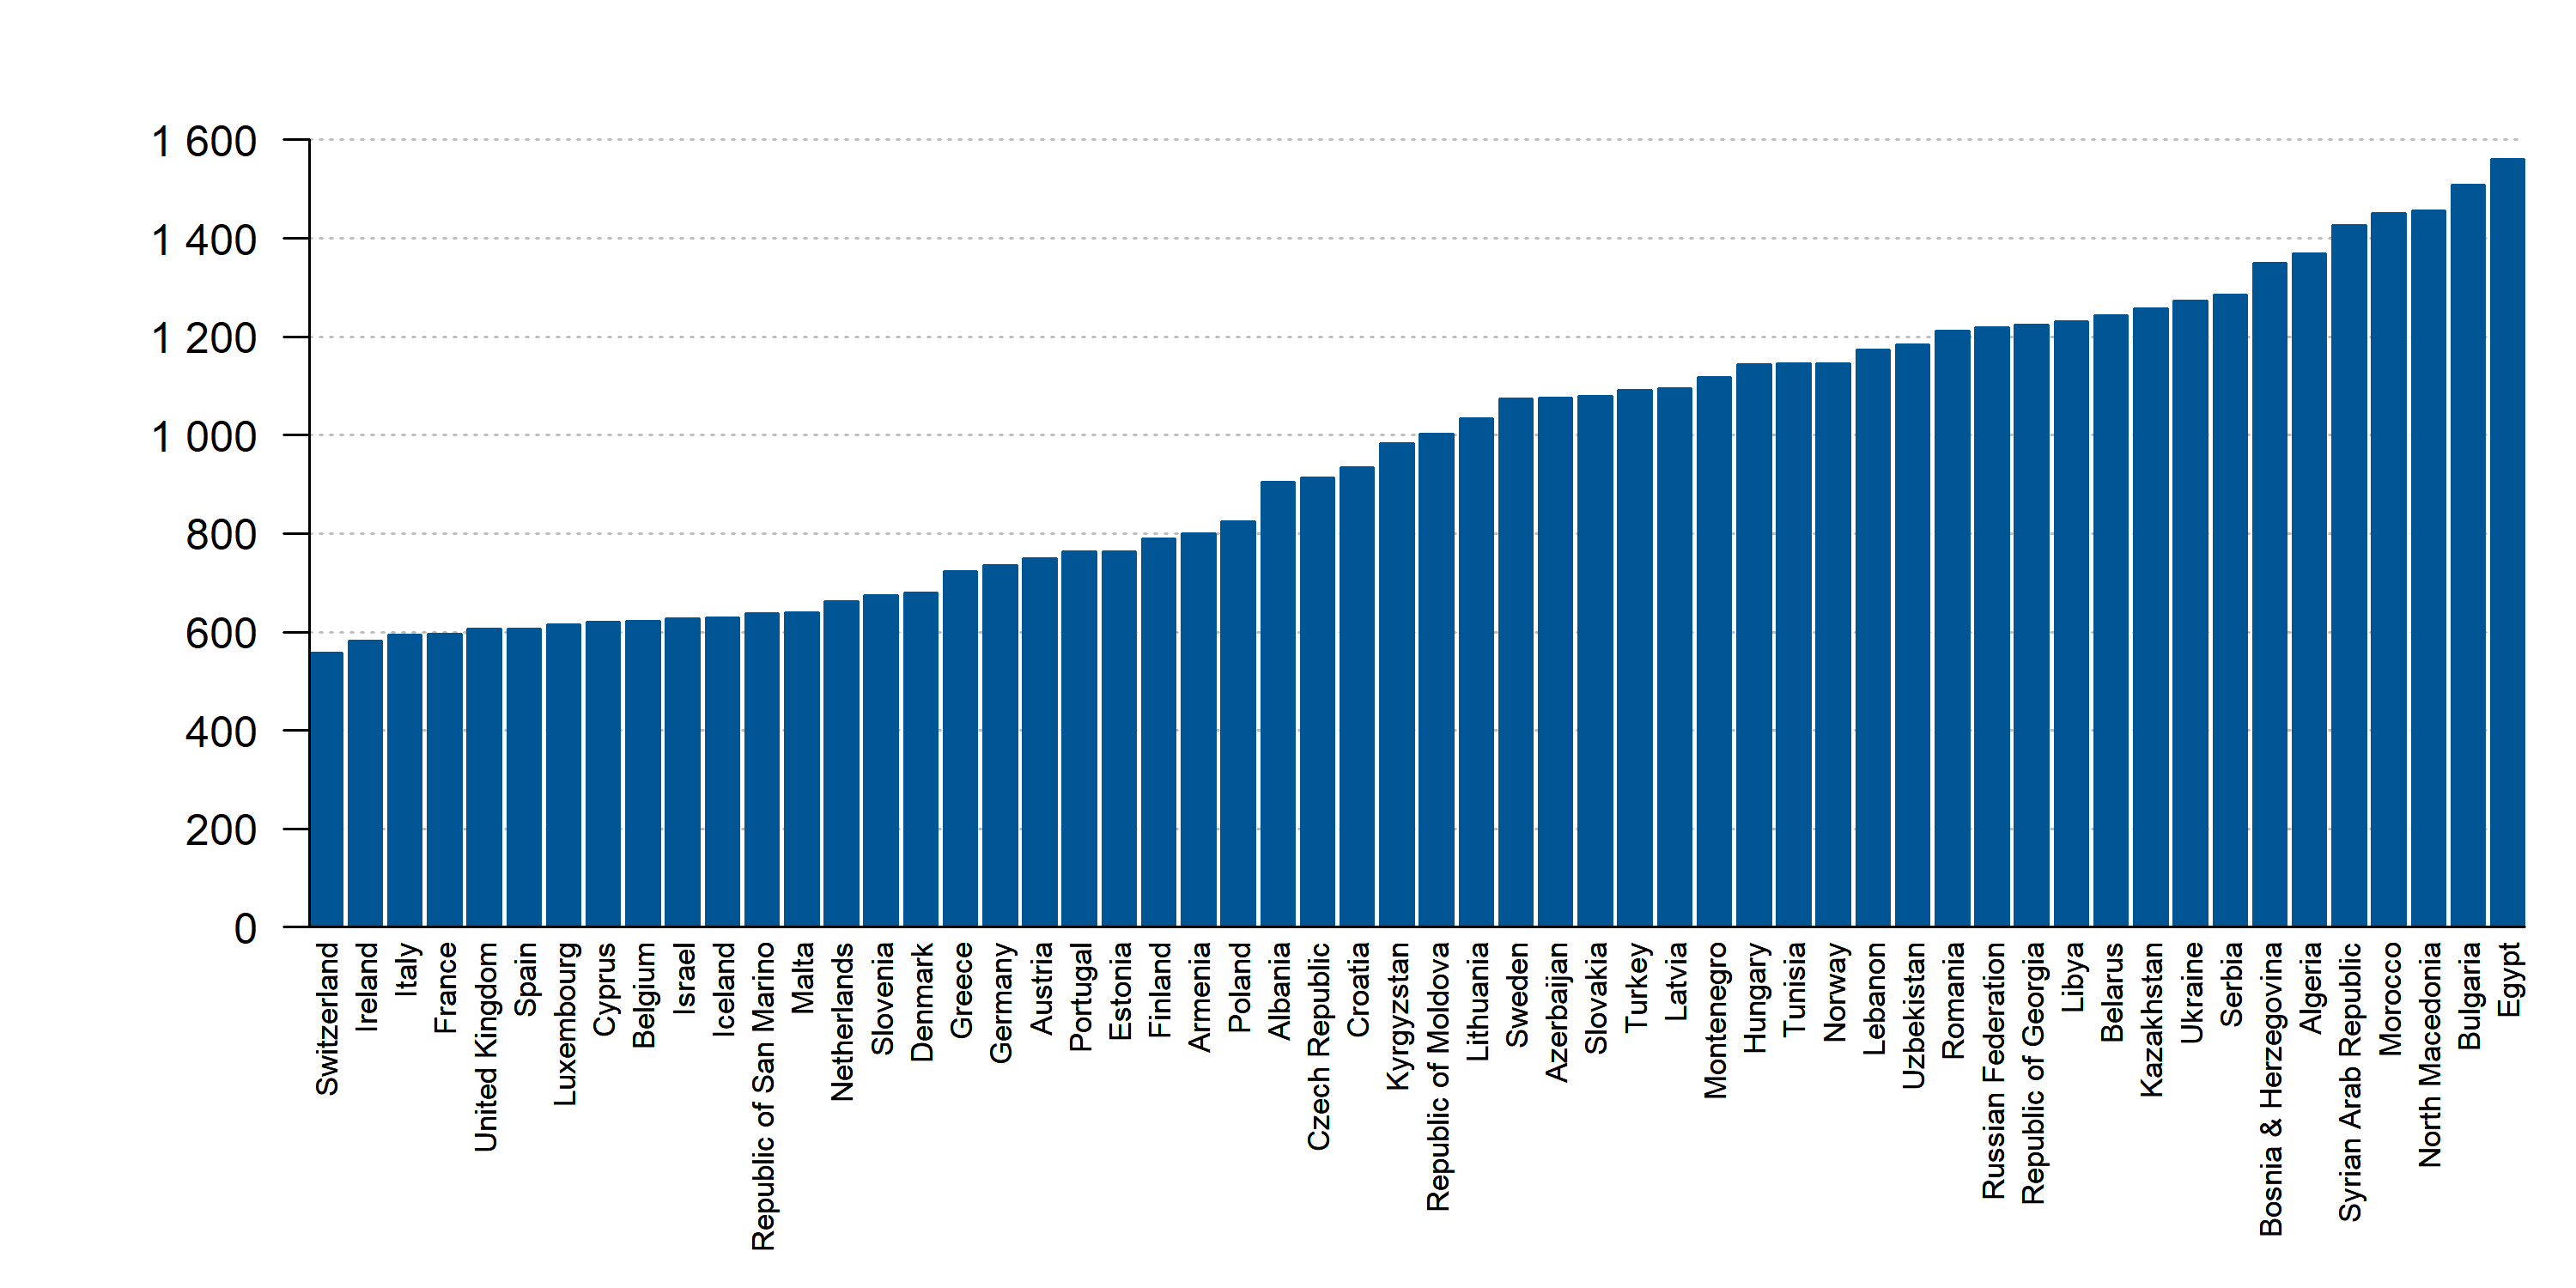 1 600
1 400
1 200
1 000
800
600
400
200
0
Switzerland
Ireland
Italy
France
United Kingdom
Spain
Luxembourg
Cyprus
Belgium
Israel
Iceland
Republic of San Marino
Malta
Netherlands
Slovenia
Denmark
Greece
Germany
Austria
Portugal
Estonia
Finland
Armenia
Poland
Albania
Czech Republic
Croatia
Kyrgyzstan
Republic of Moldova
Lithuania
Sweden
Azerbaijan
Slovakia
Turkey
Latvia
Montenegro
Hungary
Tunisia
Norway
Lebanon
Uzbekistan
Romania
Russian Federation
Republic of Georgia
Libya
Belarus
Kazakhstan
Ukraine
Serbia
Bosnia & Herzegovina
Algeria
Syrian Arab Republic
Morocco
North Macedonia
Bulgaria
Egypt